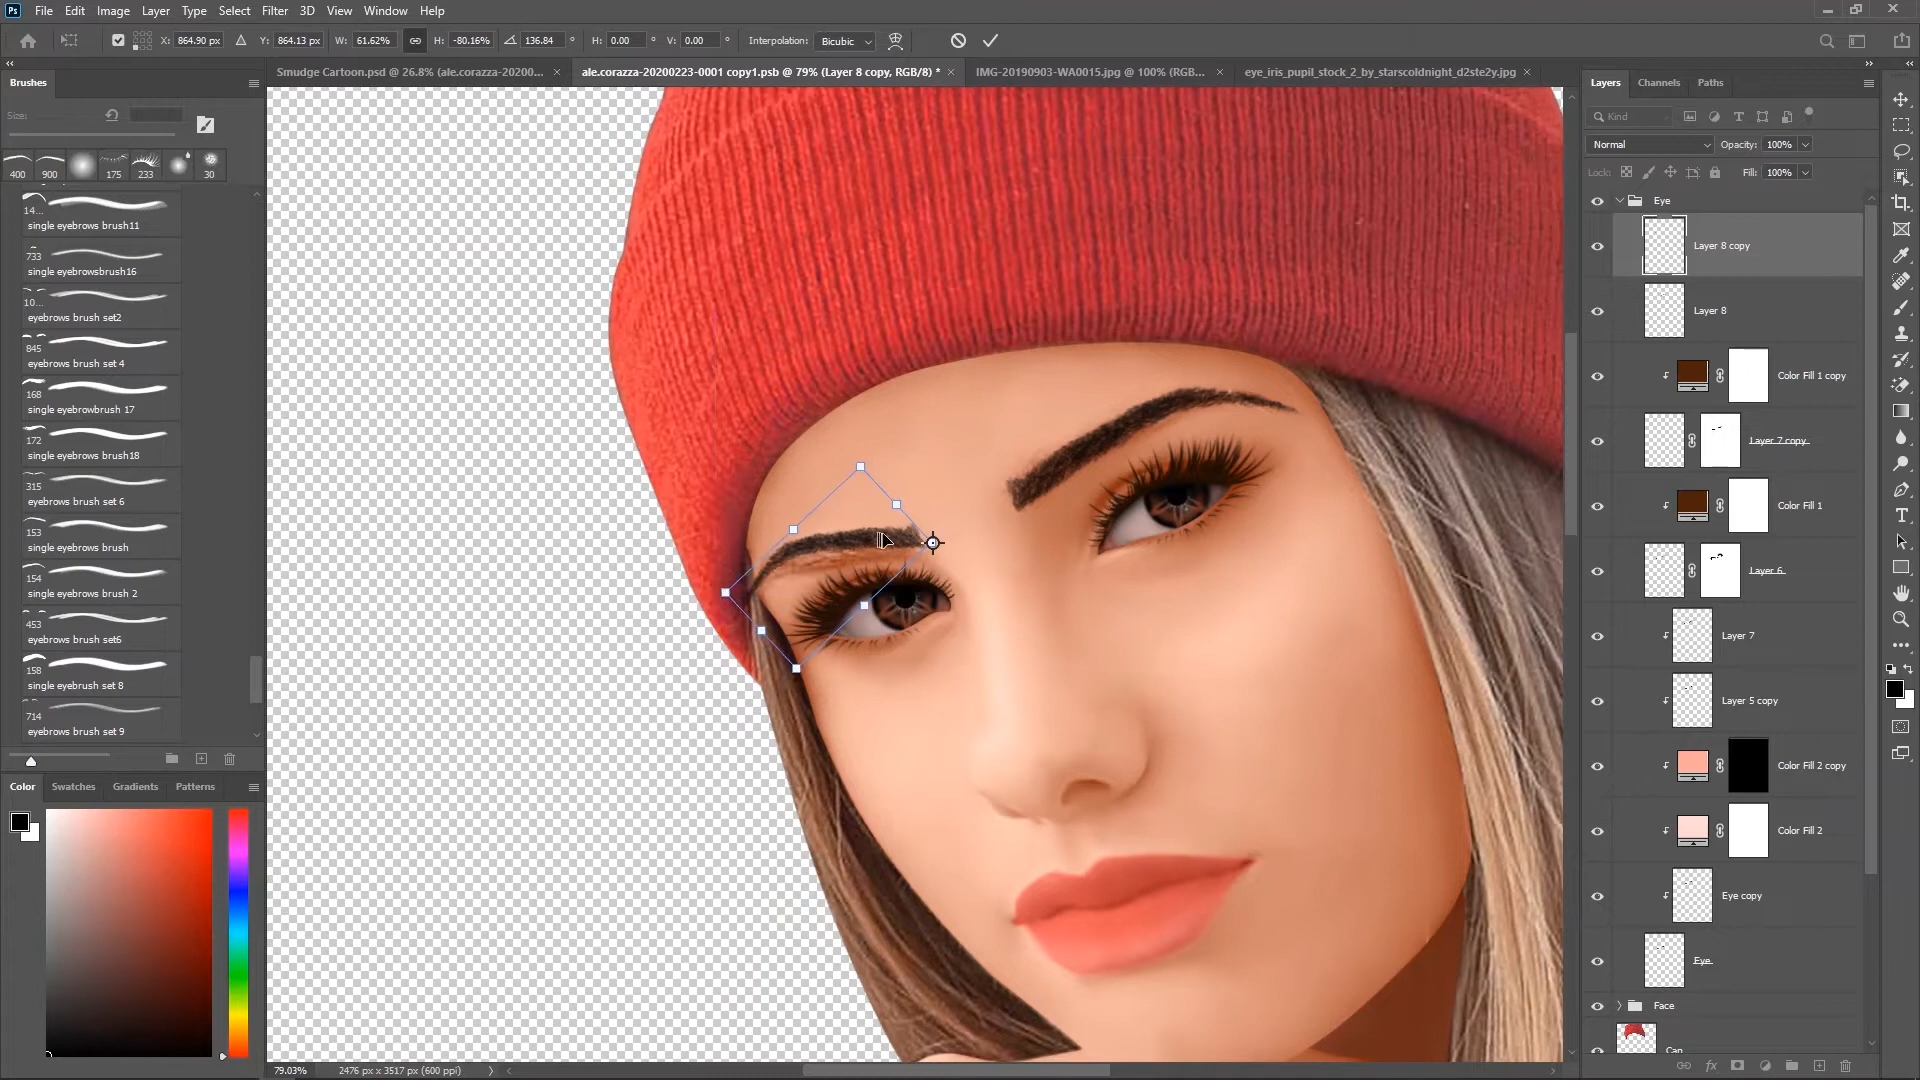 Ps File Edit Image Layer Type Select Filter 3D View Window Help
X: 864.90 px Y: 864.13 px W: 61.62% H: -80.16% 136.84 ° H: 0.00 ° V: 0.00 ° Interpolation: Bicubic
Smudge Cartoon.psd @ 26.8% (ale.corazza-20200... × ale.corazza-20200223-0001 copy1.psb @ 79% (Layer 8 copy, RGB/8) * × IMG-20190903-WA0015.jpg @ 100% (RGB... × eye_iris_pupil_stock_2_by_starscoldnight_d2ste2y.jpg ×
Brushes
Size:
400 900 175 233 30
14...
single eyebrows brush11
733
single eyebrowsbrush16
10...
eyebrows brush set2
845
eyebrows brush set 4
168
single eyebrowbrush 17
172
eyebrows brush18
315
eyebrows brush set 6
153
single eyebrows brush
154
single eyebrows brush 2
453
eyebrows brush set6
158
single eyebrush set 8
714
eyebrows brush set 9
Color Swatches Gradients Patterns
79.03% 2476 px x 3517 px (600 ppi)
Layers Channels Paths
Kind
Normal Opacity: 100%
Lock: Fill: 100%
Eye
Layer 8 copy
Layer 8
Color Fill 1 copy
Layer 7 copy
Color Fill 1
Layer 6
Layer 7
Layer 5 copy
Color Fill 2 copy
Color Fill 2
Eye copy
Eye
Face
Cap
fx